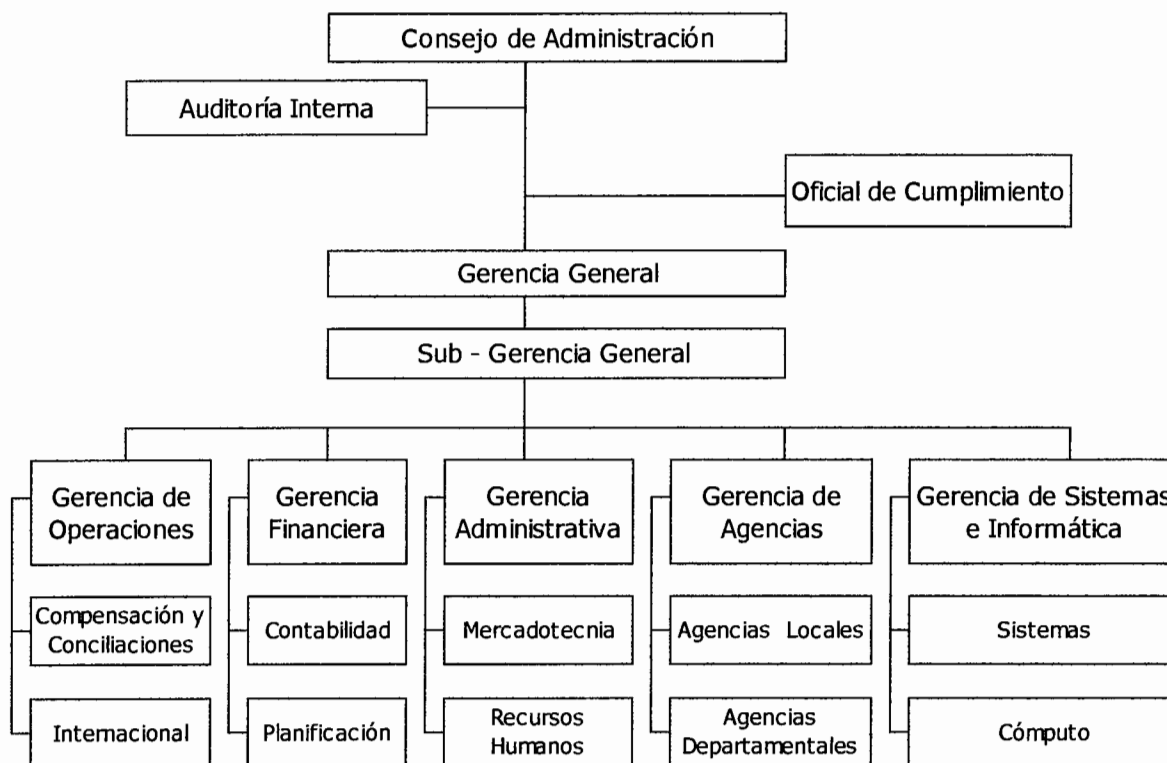 Consejo de Administración
Auditoría Interna
Oficial de Cumplimiento
Gerencia General
Sub - Gerencia General
Gerencia de
Operaciones
Gerencia
Financiera
Gerencia
Administrativa
Gerencia de
Agencias
Gerencia de Sistemas
e Informática
Compensación y
Conciliaciones
Contabilidad
Mercadotecnia
Agencias Locales
Sistemas
Internacional
Planificación
Recursos
Humanos
Agencias
Departamentales
Cómputo